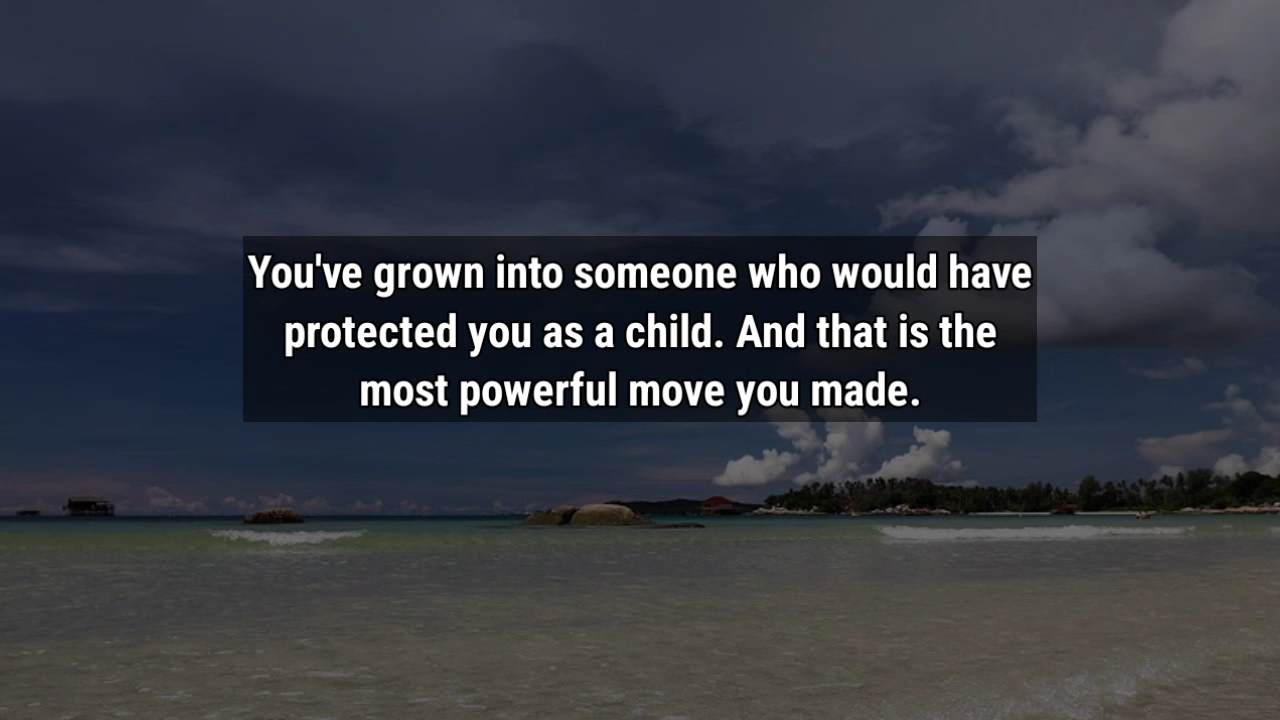 You've grown into someone who would have
protected you as a child. And that is the
most powerful move you made.